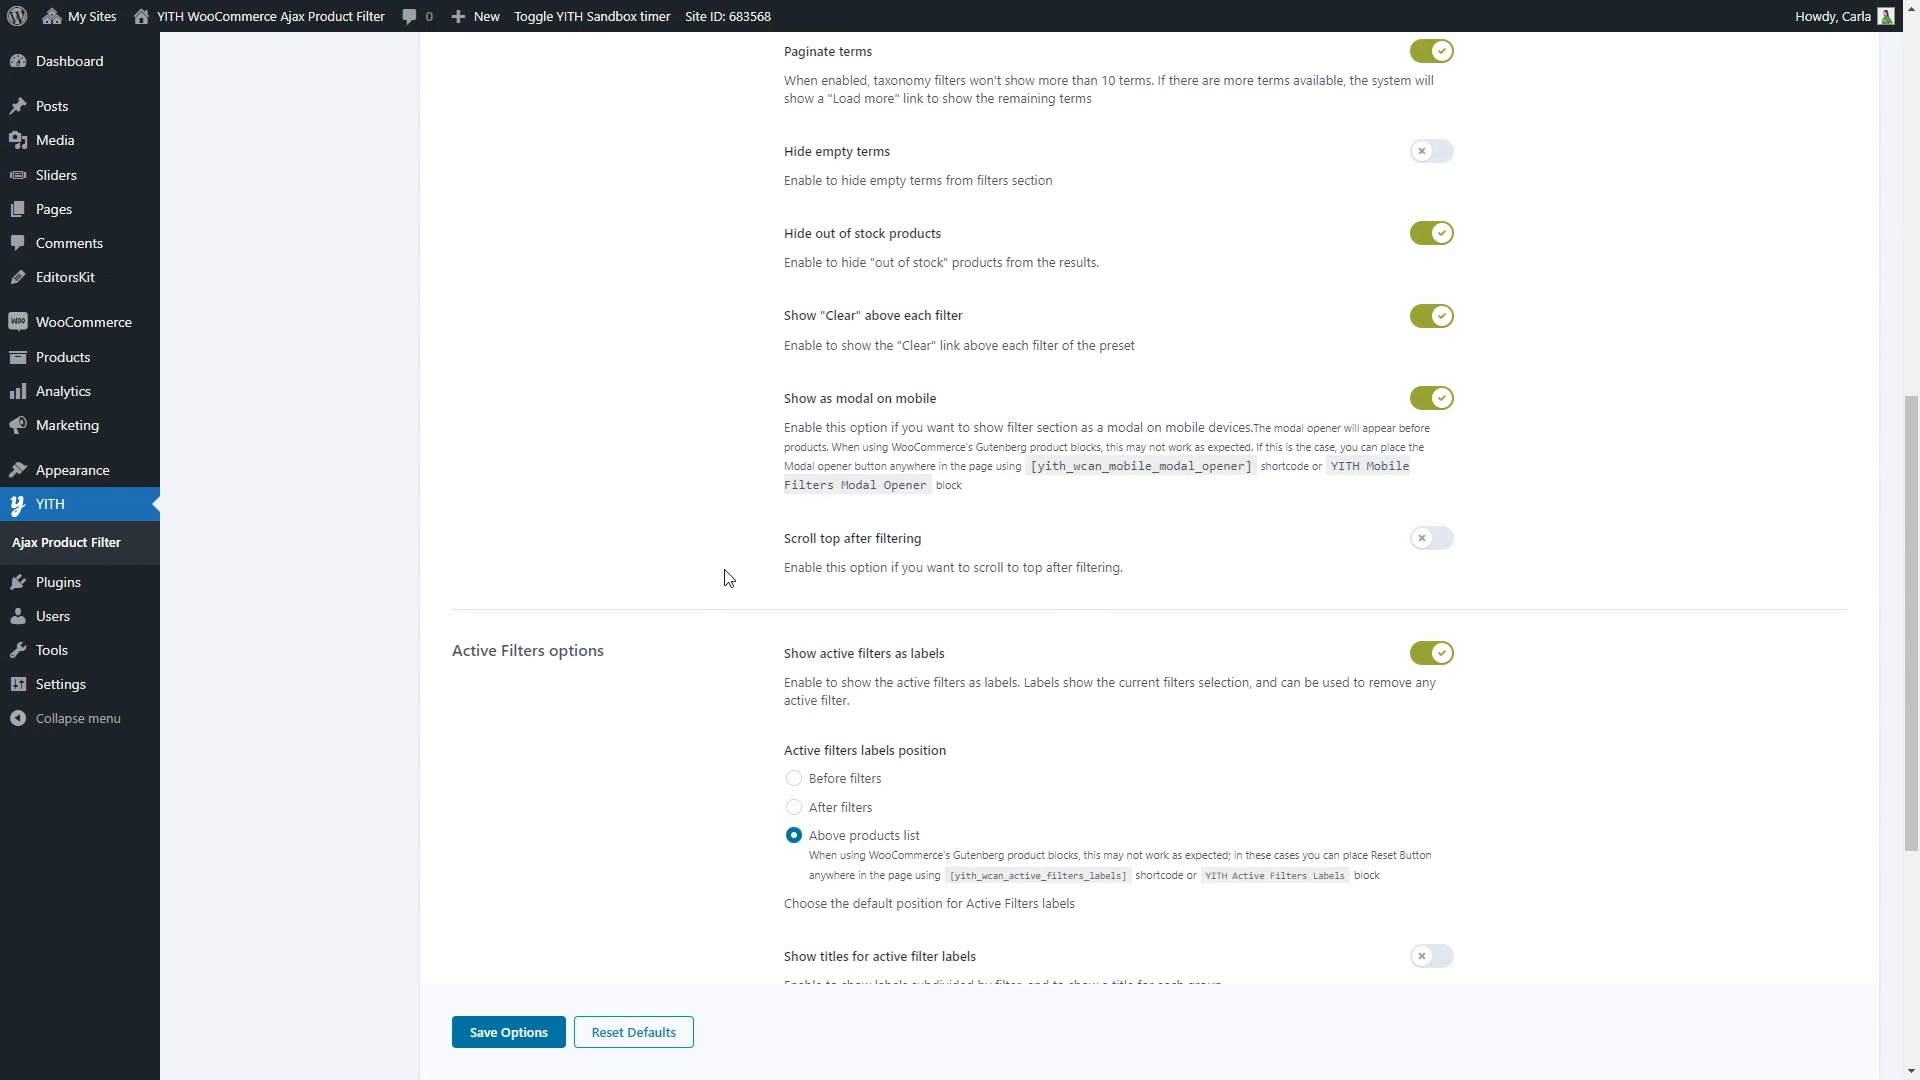 My Sites YITH WooCommerce Ajax Product Filter 0 New Toggle YITH Sandbox timer Site ID: 683568 Howdy, Carla
Dashboard
Posts
Media
Sliders
Pages
Comments
EditorsKit
WooCommerce
Products
Analytics
Marketing
Appearance
YITH
Ajax Product Filter
Plugins
Users
Tools
Settings
Collapse menu
Paginate terms
When enabled, taxonomy filters won't show more than 10 terms. If there are more terms available, the system will
show a "Load more" link to show the remaining terms
Hide empty terms
Enable to hide empty terms from filters section
Hide out of stock products
Enable to hide "out of stock" products from the results.
Show "Clear" above each filter
Enable to show the "Clear" link above each filter of the preset
Show as modal on mobile
Enable this option if you want to show filter section as a modal on mobile devices.The modal opener will appear before
products. When using WooCommerce's Gutenberg product blocks, this may not work as expected. If this is the case, you can place the
Modal opener button anywhere in the page using [yith_wcan_mobile_modal_opener] shortcode or YITH Mobile
Filters Modal Opener block
Scroll top after filtering
Enable this option if you want to scroll to top after filtering.
Active Filters options
Show active filters as labels
Enable to show the active filters as labels. Labels show the current filters selection, and can be used to remove any
active filter.
Active filters labels position
Before filters
After filters
Above products list
When using WooCommerce's Gutenberg product blocks, this may not work as expected; in these cases you can place Reset Button
anywhere in the page using [yith_wcan_active_filters_labels] shortcode or YITH Active Filters Labels block
Choose the default position for Active Filters labels
Show titles for active filter labels
Enable to show labels subdivided by filter, and to show a title for each group
Save Options
Reset Defaults